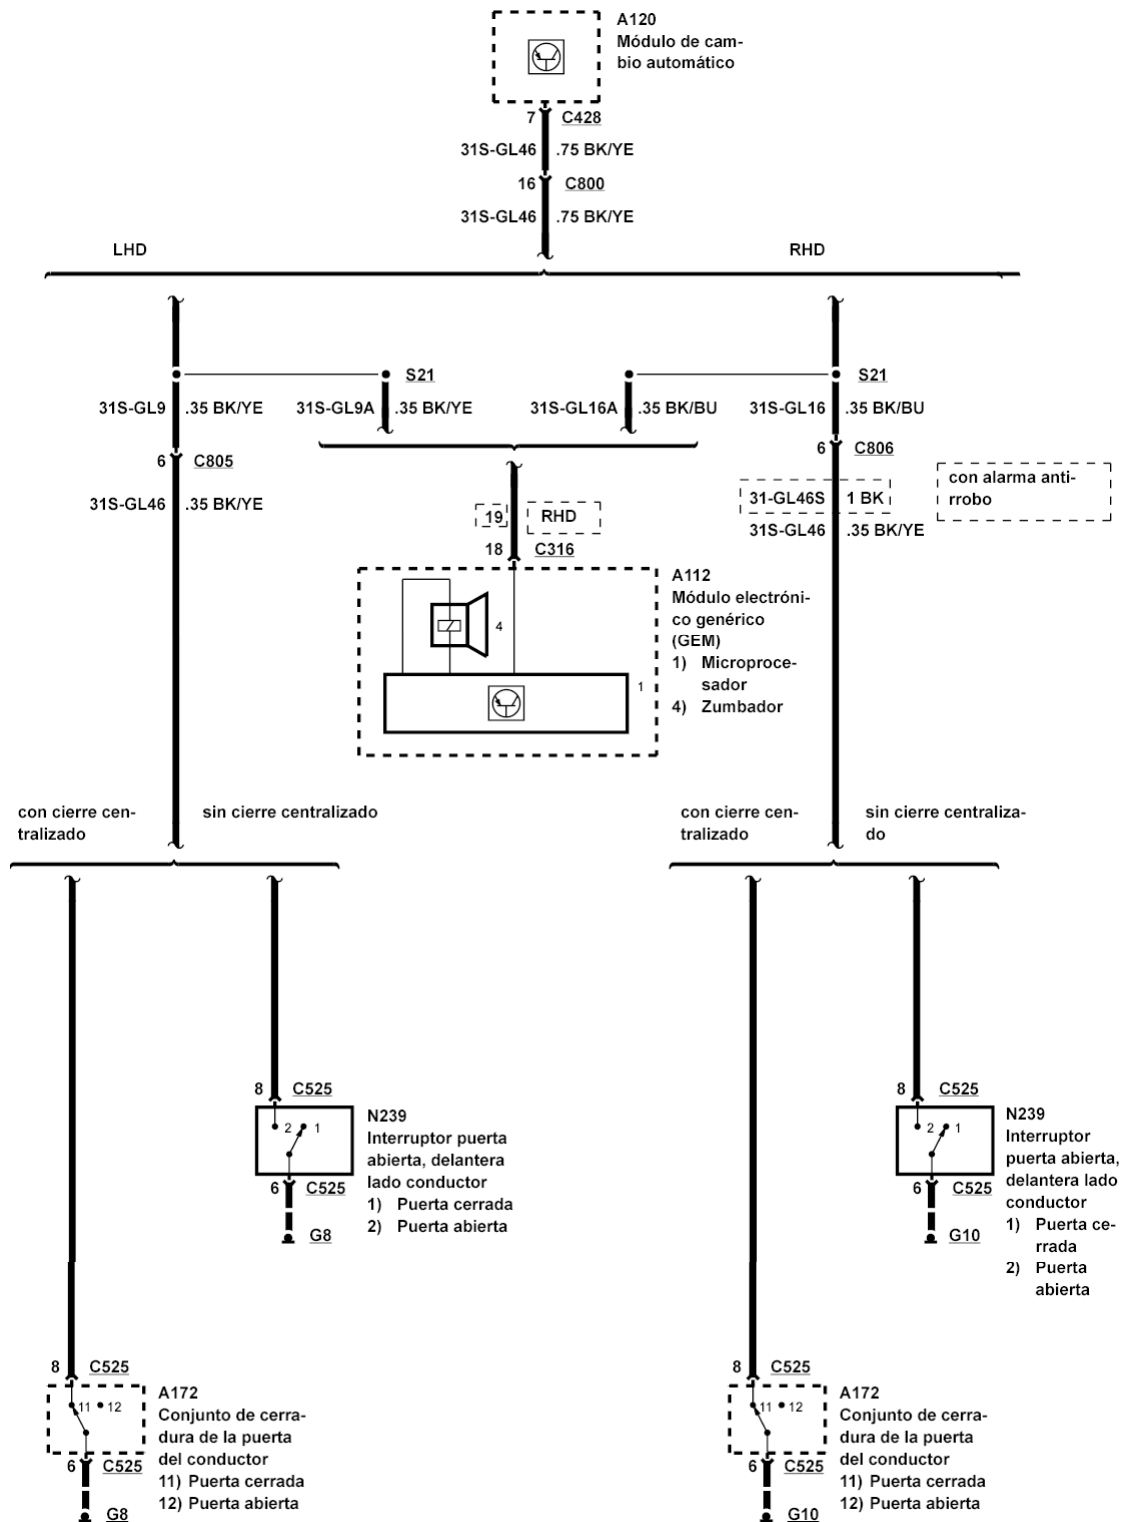 A120
Módulo de cam-
bio automático
7 C428
31S-GL46 .75 BK/YE
16 C800
31S-GL46 .75 BK/YE
LHD RHD
S21 S21
31S-GL9 .35 BK/YE 31S-GL9A .35 BK/YE 31S-GL16A .35 BK/BU 31S-GL16 .35 BK/BU
6 C805
6 C806
31S-GL46 .35 BK/YE
con alarma anti-
rrobo
31-GL46S 1 BK
31S-GL46 .35 BK/YE
19 RHD
18 C316
A112
Módulo electróni-
co genérico
(GEM)
1) Microproce-
sador
4) Zumbador
4
1
con cierre cen-
tralizado
sin cierre centralizado
con cierre cen-
tralizado
sin cierre centraliza-
do
8 C525
2 1
N239
Interruptor puerta
abierta, delantera
lado conductor
1) Puerta cerrada
2) Puerta abierta
6 C525
G8
8 C525
2 1
N239
Interruptor
puerta abierta,
delantera lado
conductor
1) Puerta ce-
rrada
2) Puerta
abierta
6 C525
G10
8 C525
11 12
A172
Conjunto de cerra-
dura de la puerta
del conductor
11) Puerta cerrada
12) Puerta abierta
6 C525
G8
8 C525
11 12
A172
Conjunto de cerra-
dura de la puerta
del conductor
11) Puerta cerrada
12) Puerta abierta
6 C525
G10